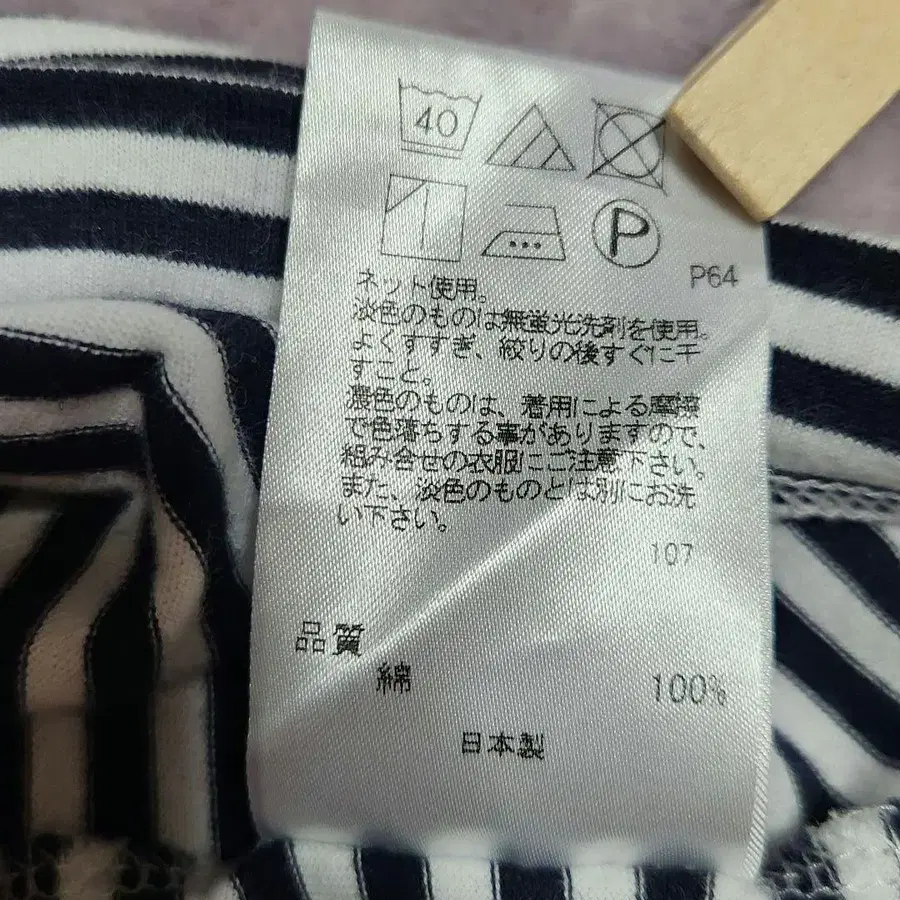 40
P
P64
ネット使用。
淡色のものは無蛍光洗剤を使用。
よくすすぎ、絞りの後すぐに干
すこと。
濃色のものは、着用による摩擦
で色落ちする事がありますので、
組み合せの衣服にご注意下さい。
また、淡色のものとは別にお洗
い下さい。
107
品質
綿 100%
日本製